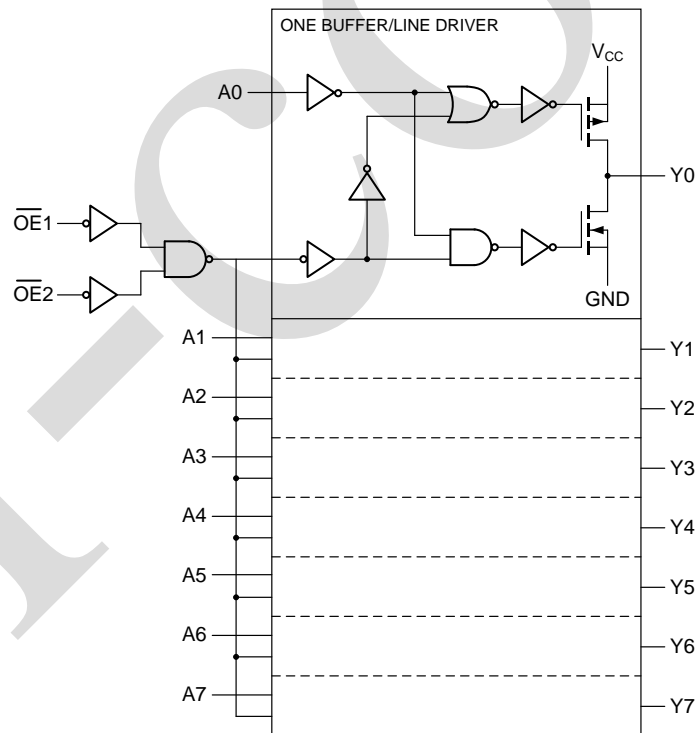 ONE BUFFER/LINE DRIVER
VCC
A0
Y0
OE1
OE2
GND
A1
Y1
A2
Y2
A3
Y3
A4
Y4
A5
Y5
A6
Y6
A7
Y7